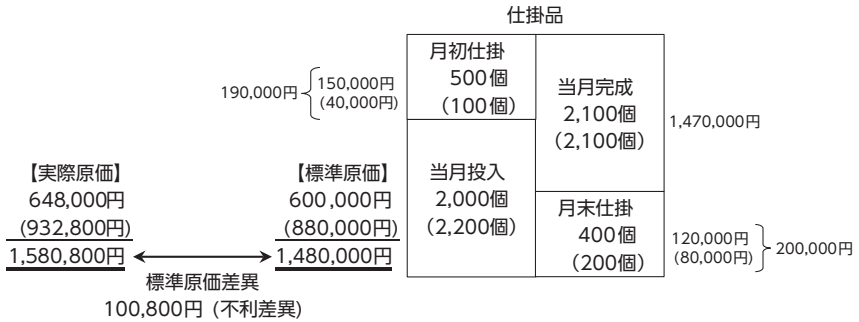 仕掛品
月初仕掛
500個
(100個)
190,000円
150,000円
(40,000円)
当月完成
2,100個
(2,100個)
1,470,000円
【実際原価】
648,000円
(932,800円)
1,580,800円
【標準原価】
600,000円
(880,000円)
1,480,000円
標準原価差異
100,800円 (不利差異)
当月投入
2,000個
(2,200個)
月末仕掛
400個
(200個)
120,000円
(80,000円)
200,000円